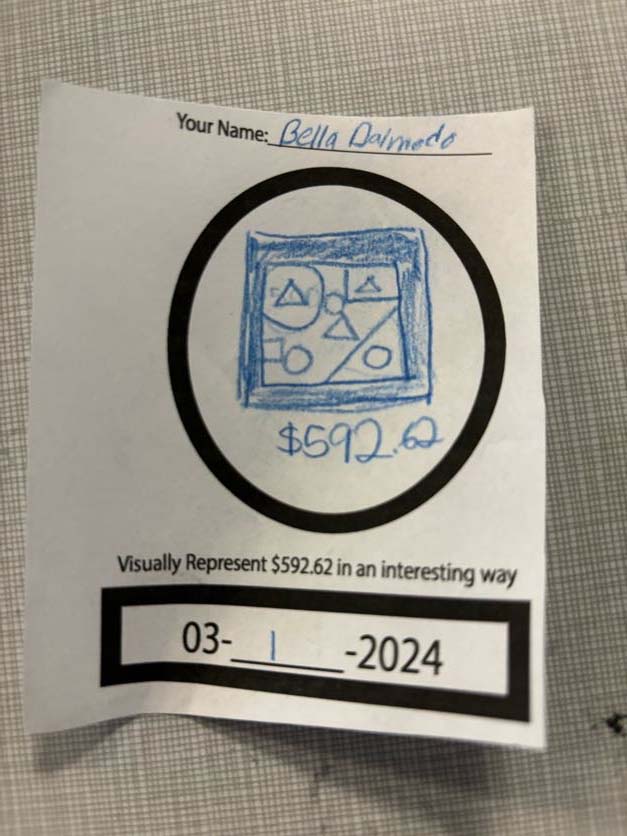 Your Name: Bella Dalmedo
$592.62
Visually Represent $592.62 in an interesting way
03- 1 -2024